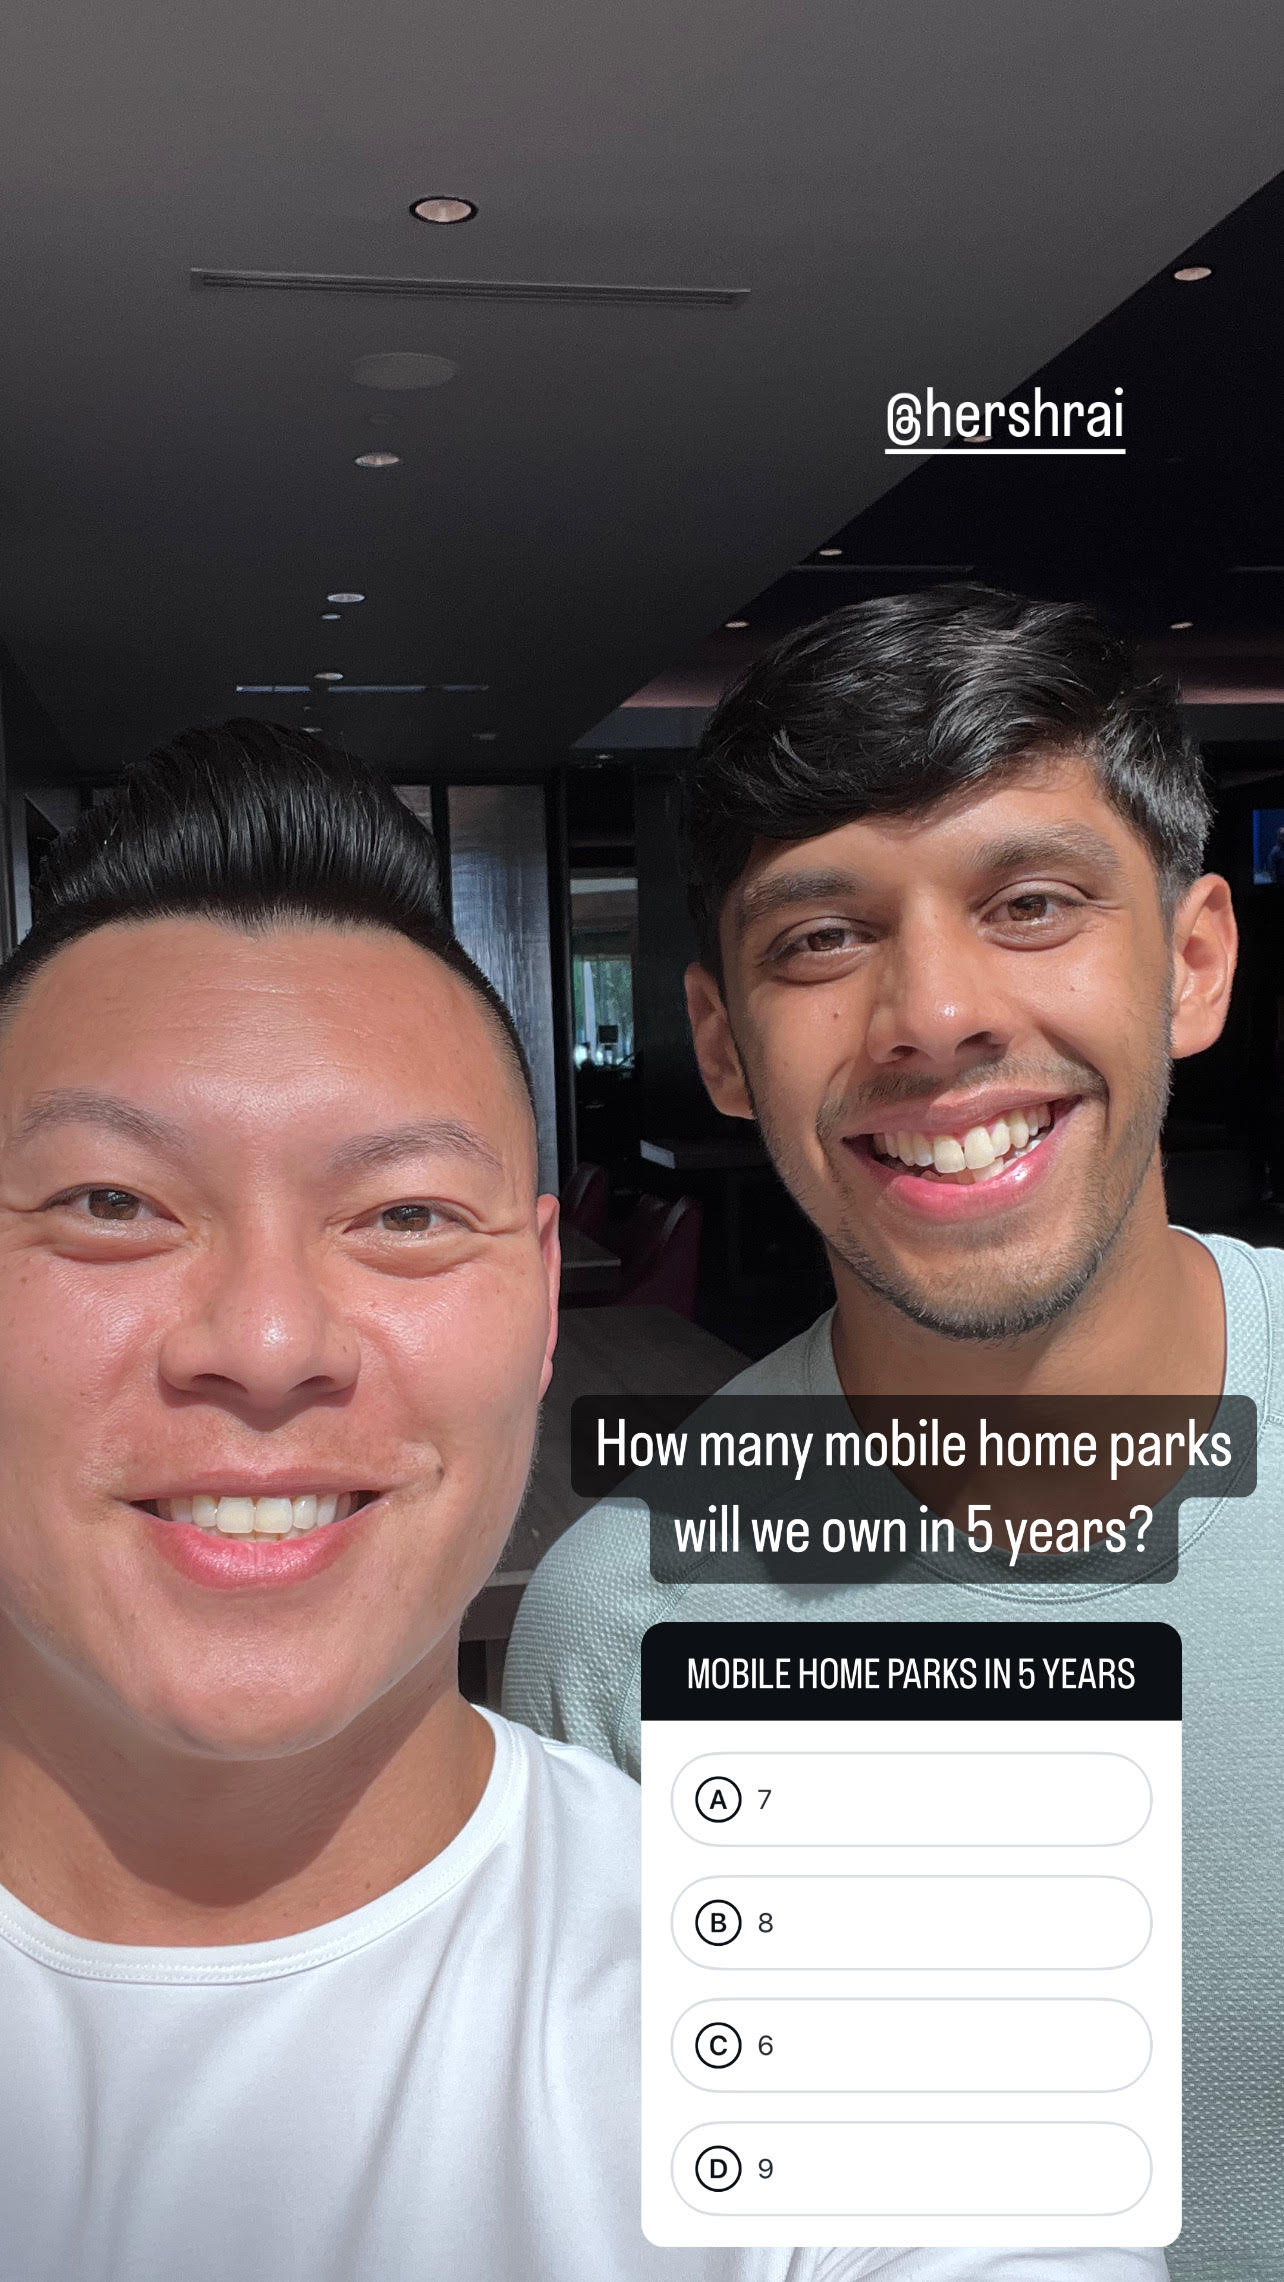 @hershrai
How many mobile home parks
will we own in 5 years?
MOBILE HOME PARKS IN 5 YEARS
A 7
B 8
C 6
D 9